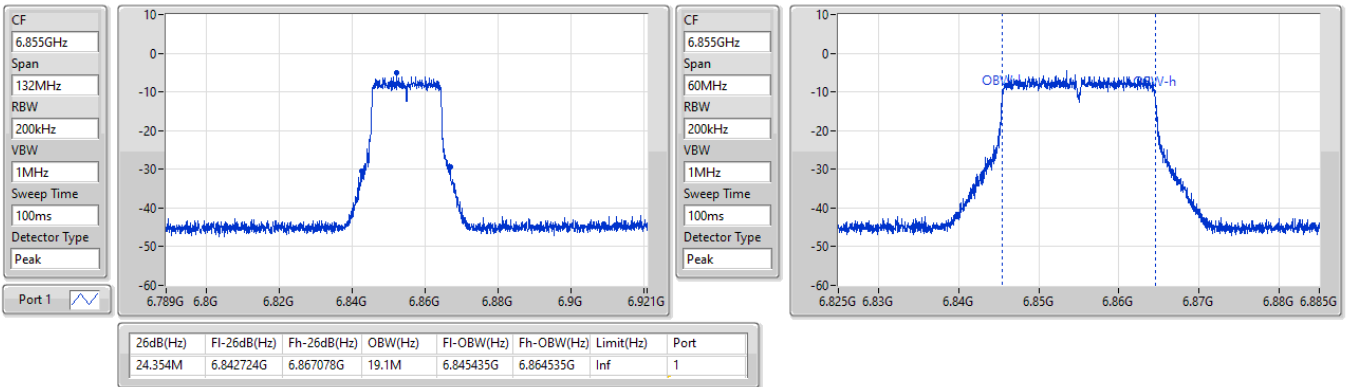 CF
6.855GHz
Span
132MHz
RBW
200kHz
VBW
1MHz
Sweep Time
100ms
Detector Type
Peak
Port 1
10
0
-10
-20
-30
-40
-50
-60
6.789G 6.8G 6.82G 6.84G 6.86G 6.88G 6.9G 6.921G
CF
6.855GHz
Span
60MHz
RBW
200kHz
VBW
1MHz
Sweep Time
100ms
Detector Type
Peak
10
0
-10
-20
-30
-40
-50
-60
6.825G 6.83G 6.84G 6.85G 6.86G 6.87G 6.88G 6.885G
26dB(Hz) Fl-26dB(Hz) Fh-26dB(Hz) OBW(Hz) Fl-OBW(Hz) Fh-OBW(Hz) Limit(Hz) Port
24.354M 6.842724G 6.867078G 19.1M 6.845435G 6.864535G Inf 1